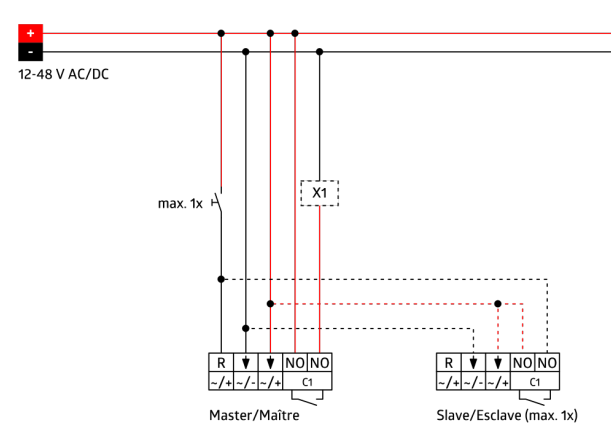 +
-
12-48 V AC/DC
max. 1x
X1
R NO NO
~/+ ~/- ~/+ C1
Master/Maître
R NO NO
~/+ ~/- ~/+ C1
Slave/Esclave (max. 1x)